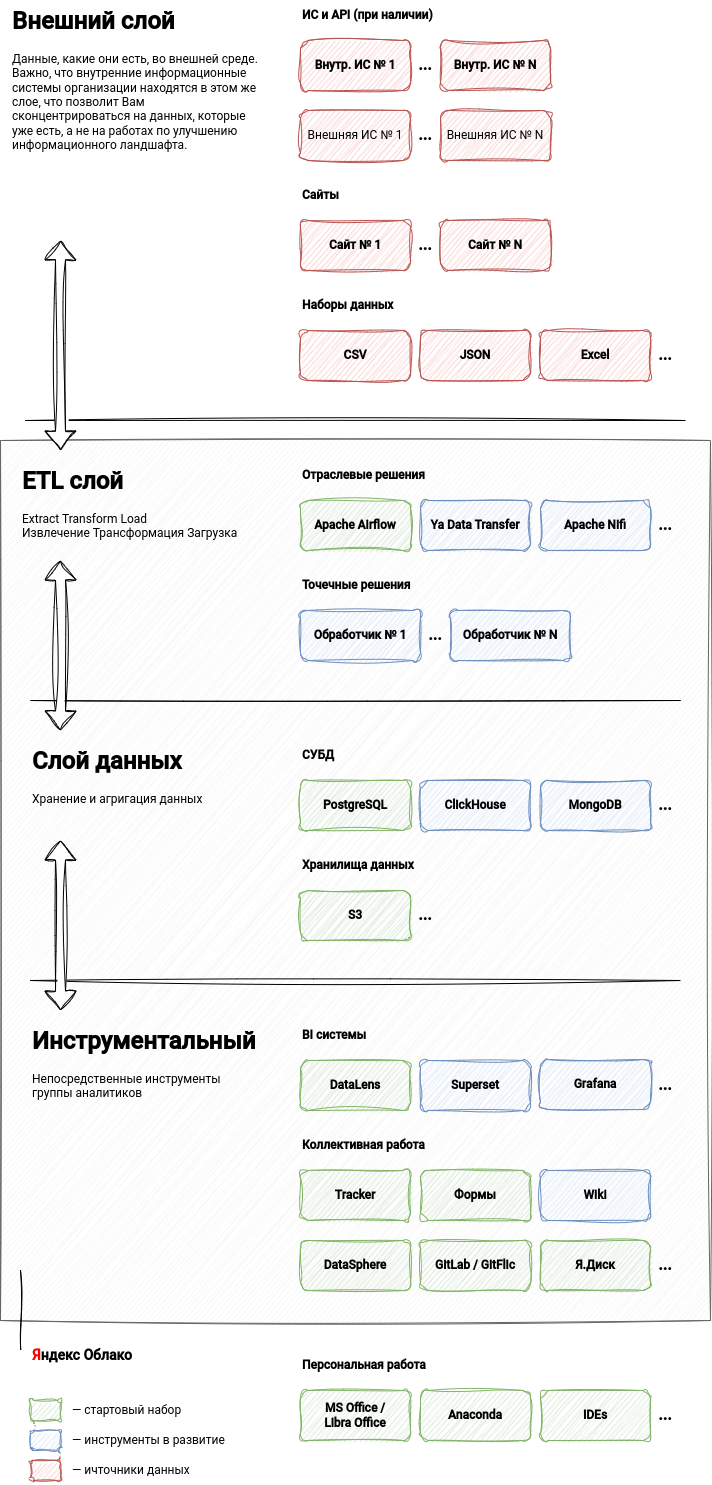 Внешний слой
Данные, какие они есть, во внешней среде.
Важно, что внутренние информационные
системы организации находятся в этом же
слое, что позволит Вам
сконцентрироваться на данных, которые
уже есть, а не на работах по улучшению
информационного ландшафта.
ИС и API (при наличии)
Внутр. ИС № 1 ... Внутр. ИС № N
Внешняя ИС № 1 ... Внешняя ИС № N
Сайты
Сайт № 1 ... Сайт № N
Наборы данных
CSV JSON Excel ...
ETL слой
Extract Transform Load
Извлечение Трансформация Загрузка
Отраслевые решения
Apache Airflow Ya Data Transfer Apache Nifi ...
Точечные решения
Обработчик № 1 ... Обработчик № N
Слой данных
Хранение и агригация данных
СУБД
PostgreSQL ClickHouse MongoDB ...
Хранилища данных
S3 ...
Инструментальный
Непосредственные инструменты
группы аналитиков
BI системы
DataLens Superset Grafana ...
Коллективная работа
Tracker Формы Wiki
DataSphere GitLab / GitFlic Я.Диск ...
Яндекс Облако
Персональная работа
MS Office /
Libra Office
Anaconda IDEs ...
— стартовый набор
— инструменты в развитие
— ичточники данных